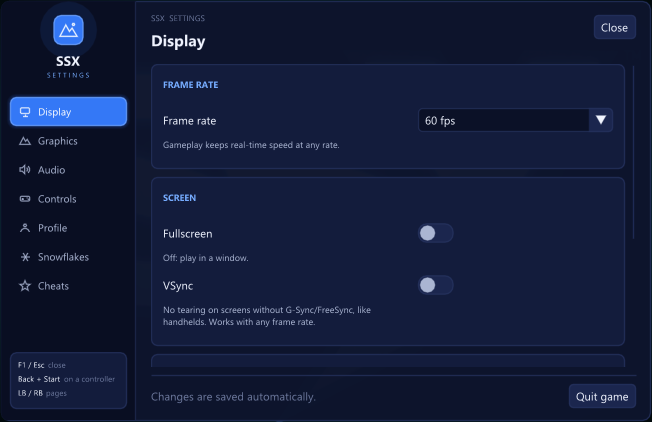 SSX
SETTINGS
Display
Graphics
Audio
Controls
Profile
Snowflakes
Cheats
F1 / Esc close
Back + Start on a controller
LB / RB pages
SSX SETTINGS
Display
Close
FRAME RATE
Frame rate
60 fps
Gameplay keeps real-time speed at any rate.
SCREEN
Fullscreen
Off: play in a window.
VSync
No tearing on screens without G-Sync/FreeSync, like
handhelds. Works with any frame rate.
Changes are saved automatically.
Quit game